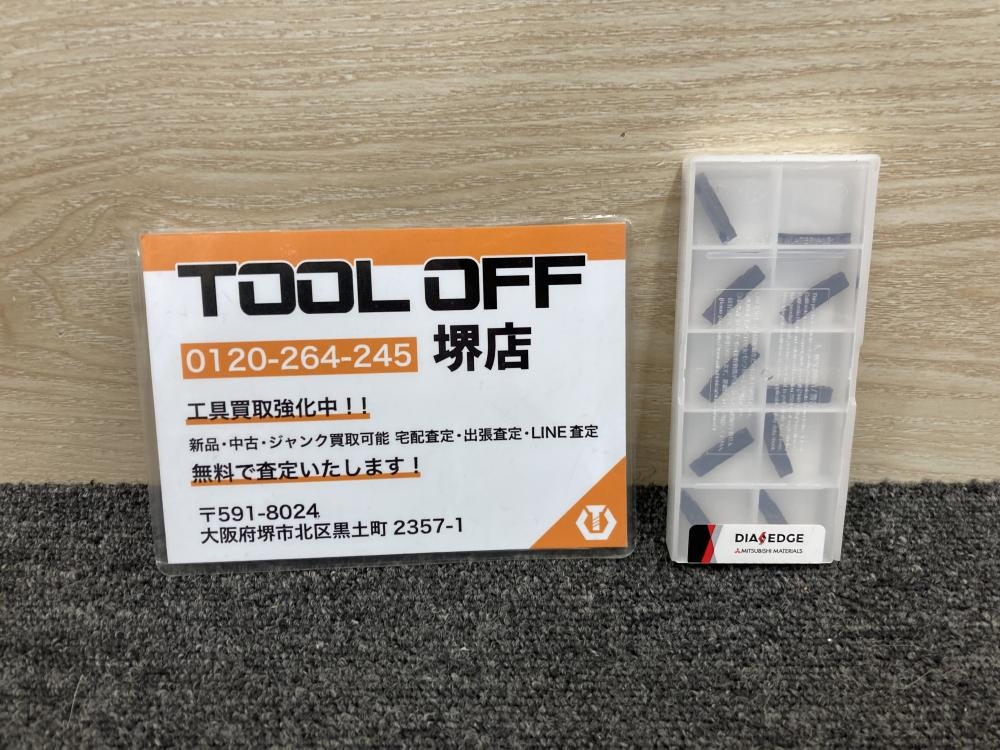 TOOL OFF
0120-264-245 堺店
工具買取強化中！！
新品・中古・ジャンク買取可能 宅配査定・出張査定・LINE査定
無料で査定いたします！
〒591-8024
大阪府堺市北区黒土町 2357-1
DIAEDGE
MITSUBISHI MATERIALS